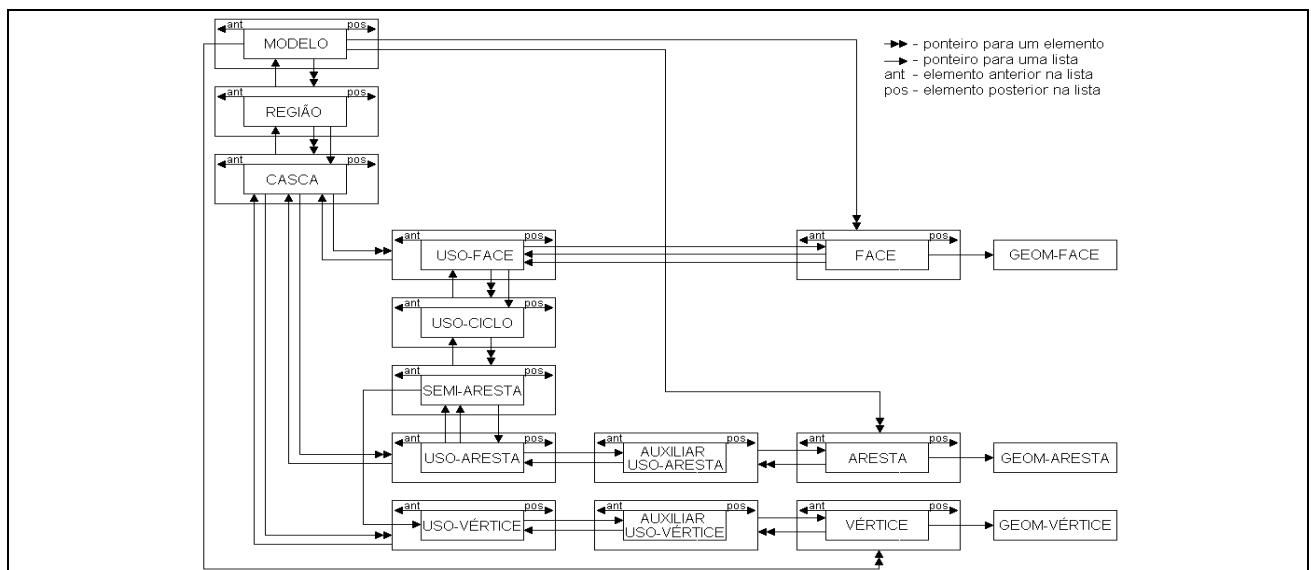 ant pos
MODELO
ant pos
REGIÃO
ant pos
CASCA
- ponteiro para um elemento
- ponteiro para uma lista
ant - elemento anterior na lista
pos - elemento posterior na lista
ant pos
USO-FACE
ant pos
FACE
GEOM-FACE
ant pos
USO-CICLO
ant pos
SEMI-ARESTA
ant pos
USO-ARESTA
ant pos
AUXILIAR
USO-ARESTA
ant pos
ARESTA
GEOM-ARESTA
ant pos
USO-VÉRTICE
ant pos
AUXILIAR
USO-VÉRTICE
ant pos
VÉRTICE
GEOM-VÉRTICE